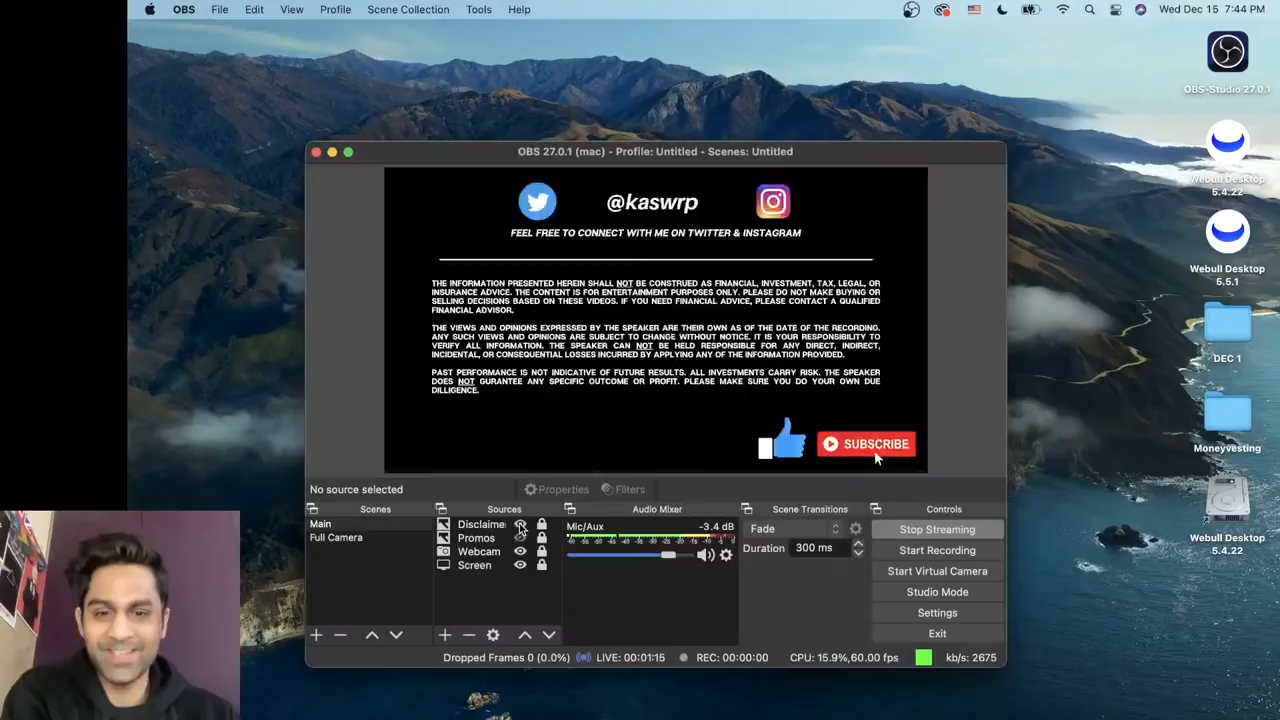 OBS File Edit View Profile Scene Collection Tools Help Wed Dec 15 7:44 PM
OBS-Studio 27.0.1
OBS 27.0.1 (mac) - Profile: Untitled - Scenes: Untitled
Webull Desktop
5.4.22
@kaswrp
FEEL FREE TO CONNECT WITH ME ON TWITTER & INSTAGRAM
Webull Desktop
5.5.1
THE INFORMATION PRESENTED HEREIN SHALL NOT BE CONSTRUED AS FINANCIAL, INVESTMENT, TAX, LEGAL, OR
INSURANCE ADVICE. THE CONTENT IS FOR ENTERTAINMENT PURPOSES ONLY. PLEASE DO NOT MAKE BUYING OR
SELLING DECISIONS BASED ON THESE VIDEOS. IF YOU NEED FINANCIAL ADVICE, PLEASE CONTACT A QUALIFIED
FINANCIAL ADVISOR.
THE VIEWS AND OPINIONS EXPRESSED BY THE SPEAKER ARE THEIR OWN AS OF THE DATE OF THE RECORDING.
ANY SUCH VIEWS AND OPINIONS ARE SUBJECT TO CHANGE WITHOUT NOTICE. IT IS YOUR RESPONSIBILITY TO
VERIFY ALL INFORMATION. THE SPEAKER CAN NOT BE HELD RESPONSIBLE FOR ANY DIRECT, INDIRECT,
INCIDENTAL, OR CONSEQUENTIAL LOSSES INCURRED BY APPLYING ANY OF THE INFORMATION PROVIDED.
DEC 1
PAST PERFORMANCE IS NOT INDICATIVE OF FUTURE RESULTS. ALL INVESTMENTS CARRY RISK. THE SPEAKER
DOES NOT GURANTEE ANY SPECIFIC OUTCOME OR PROFIT. PLEASE MAKE SURE YOU DO YOUR OWN DUE
DILLIGENCE.
SUBSCRIBE
Moneyvesting
No source selected Properties Filters
Scenes Sources Audio Mixer Scene Transitions Controls
Main Disclaime Mic/Aux -3.4 dB Fade Stop Streaming
Full Camera Promos Duration 300 ms Start Recording
Webcam Start Virtual Camera
Screen Studio Mode
Settings
Exit
Webull Desktop
5.4.22
Dropped Frames 0 (0.0%) LIVE: 00:01:15 REC: 00:00:00 CPU: 15.9%,60.00 fps kb/s: 2675